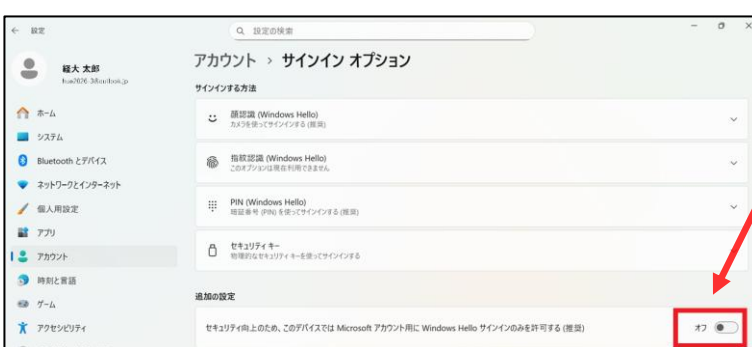 設定
設定の検索
経大 太郎
アカウント › サインイン オプション
サインインする方法
ホーム
システム
Bluetooth とデバイス
ネットワークとインターネット
個人用設定
アプリ
アカウント
時刻と言語
ゲーム
アクセシビリティ
顔認識 (Windows Hello)
カメラを使ってサインインする (推奨)
指紋認識 (Windows Hello)
このオプションは現在利用できません
PIN (Windows Hello)
暗証番号 (PIN) を使ってサインインする (推奨)
セキュリティ キー
物理的なセキュリティ キーを使ってサインインする
追加の設定
セキュリティ向上のため、このデバイスでは Microsoft アカウント用に Windows Hello サインインのみを許可する (推奨)
オフ